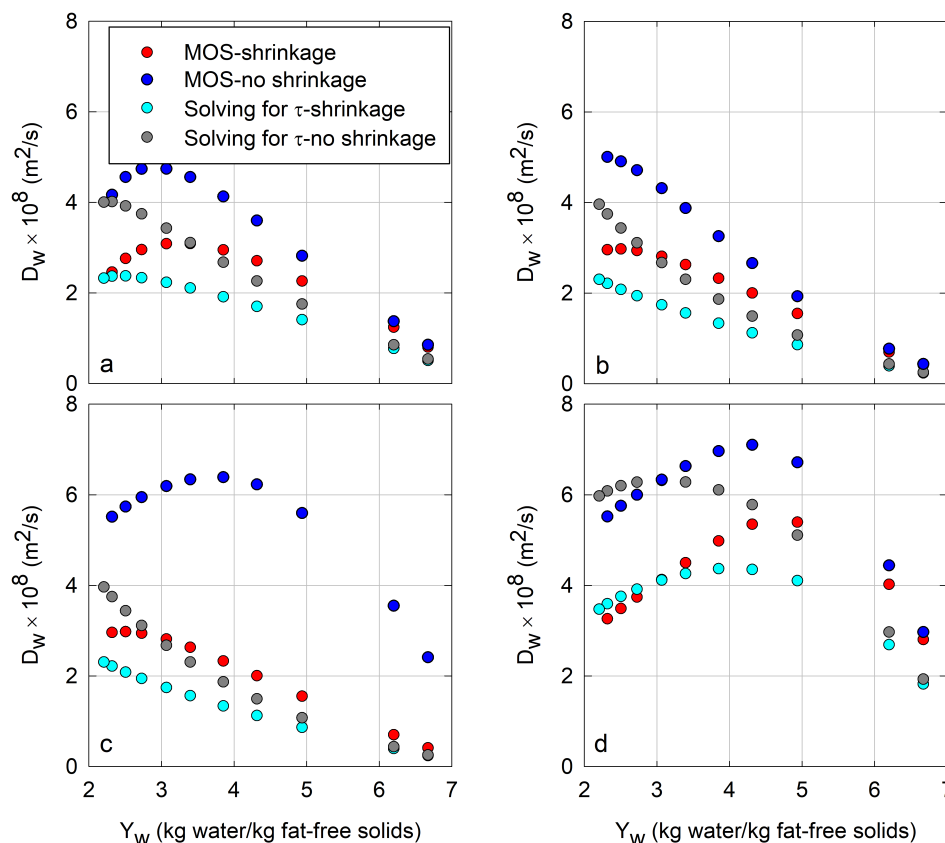 8
6
4
2
0
D_w × 10^8 (m^2/s)
MOS-shrinkage
MOS-no shrinkage
Solving for τ-shrinkage
Solving for τ-no shrinkage
a
8
6
4
2
0
D_w × 10^8 (m^2/s)
b
8
6
4
2
0
D_w × 10^8 (m^2/s)
c
2 3 4 5 6 7
Y_w (kg water/kg fat-free solids)
8
6
4
2
0
D_w × 10^8 (m^2/s)
d
2 3 4 5 6 7
Y_w (kg water/kg fat-free solids)